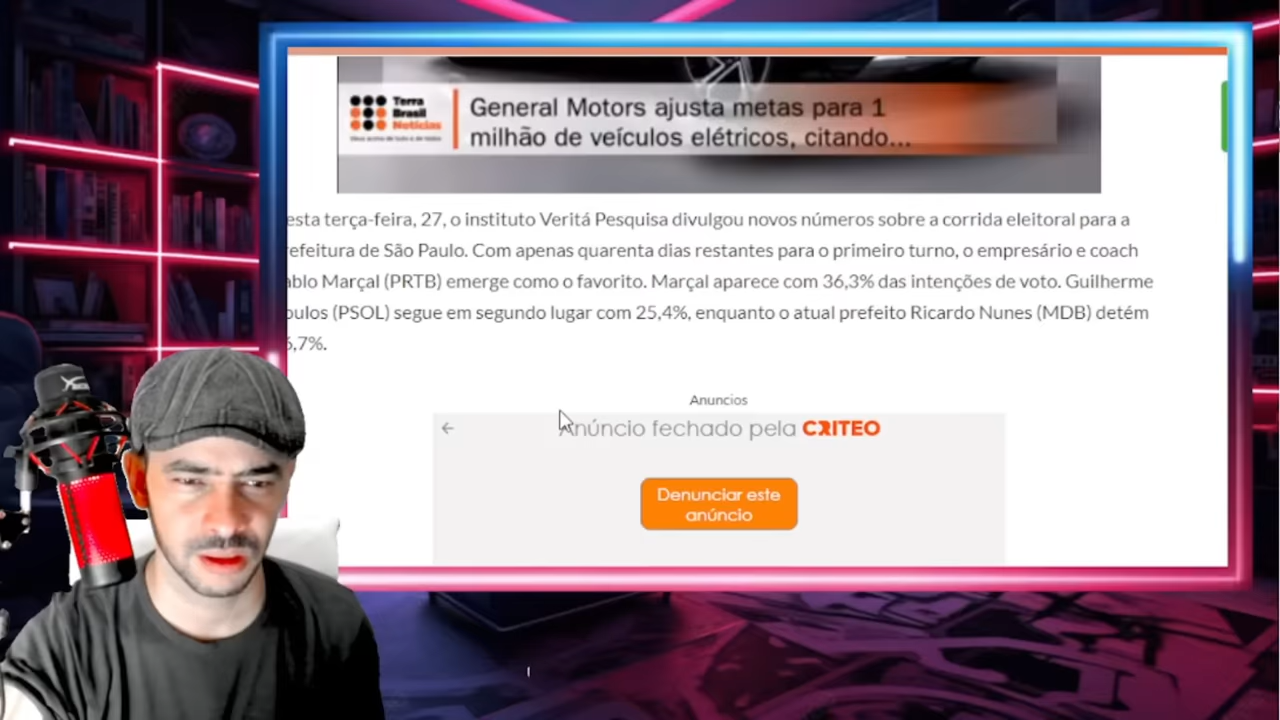 Terra
Brasil
Notícias
General Motors ajusta metas para 1
milhão de veículos elétricos, citando...
esta terça-feira, 27, o instituto Veritá Pesquisa divulgou novos números sobre a corrida eleitoral para a
refeitura de São Paulo. Com apenas quarenta dias restantes para o primeiro turno, o empresário e coach
ablo Marçal (PRTB) emerge como o favorito. Marçal aparece com 36,3% das intenções de voto. Guilherme
oulos (PSOL) segue em segundo lugar com 25,4%, enquanto o atual prefeito Ricardo Nunes (MDB) detém
6,7%.
Anuncios
Anúncio fechado pela CRITEO
Denunciar este
anúncio